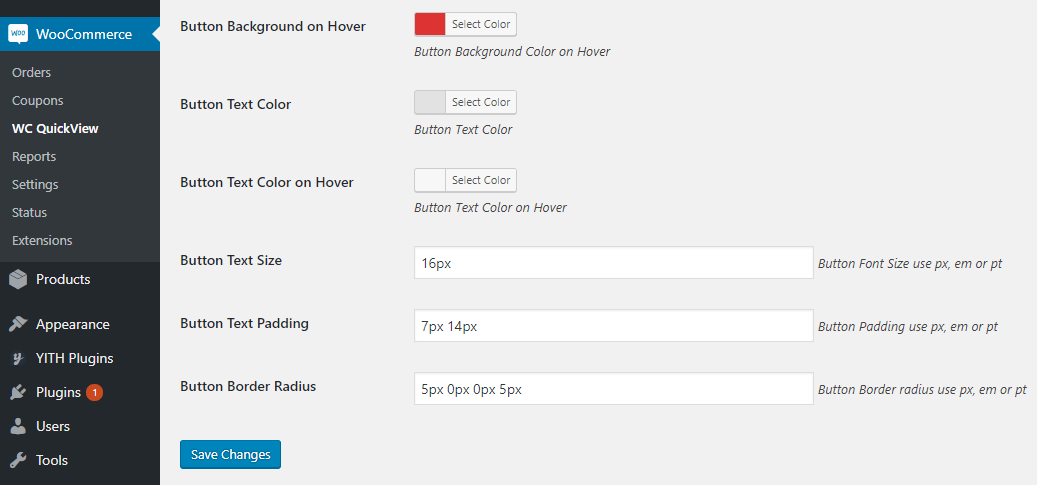 Woo WooCommerce
Orders
Coupons
WC QuickView
Reports
Settings
Status
Extensions
Products
Appearance
YITH Plugins
Plugins 1
Users
Tools
Button Background on Hover
Select Color
Button Background Color on Hover
Button Text Color
Select Color
Button Text Color
Button Text Color on Hover
Select Color
Button Text Color on Hover
Button Text Size
16px
Button Font Size use px, em or pt
Button Text Padding
7px 14px
Button Padding use px, em or pt
Button Border Radius
5px 0px 0px 5px
Button Border radius use px, em or pt
Save Changes